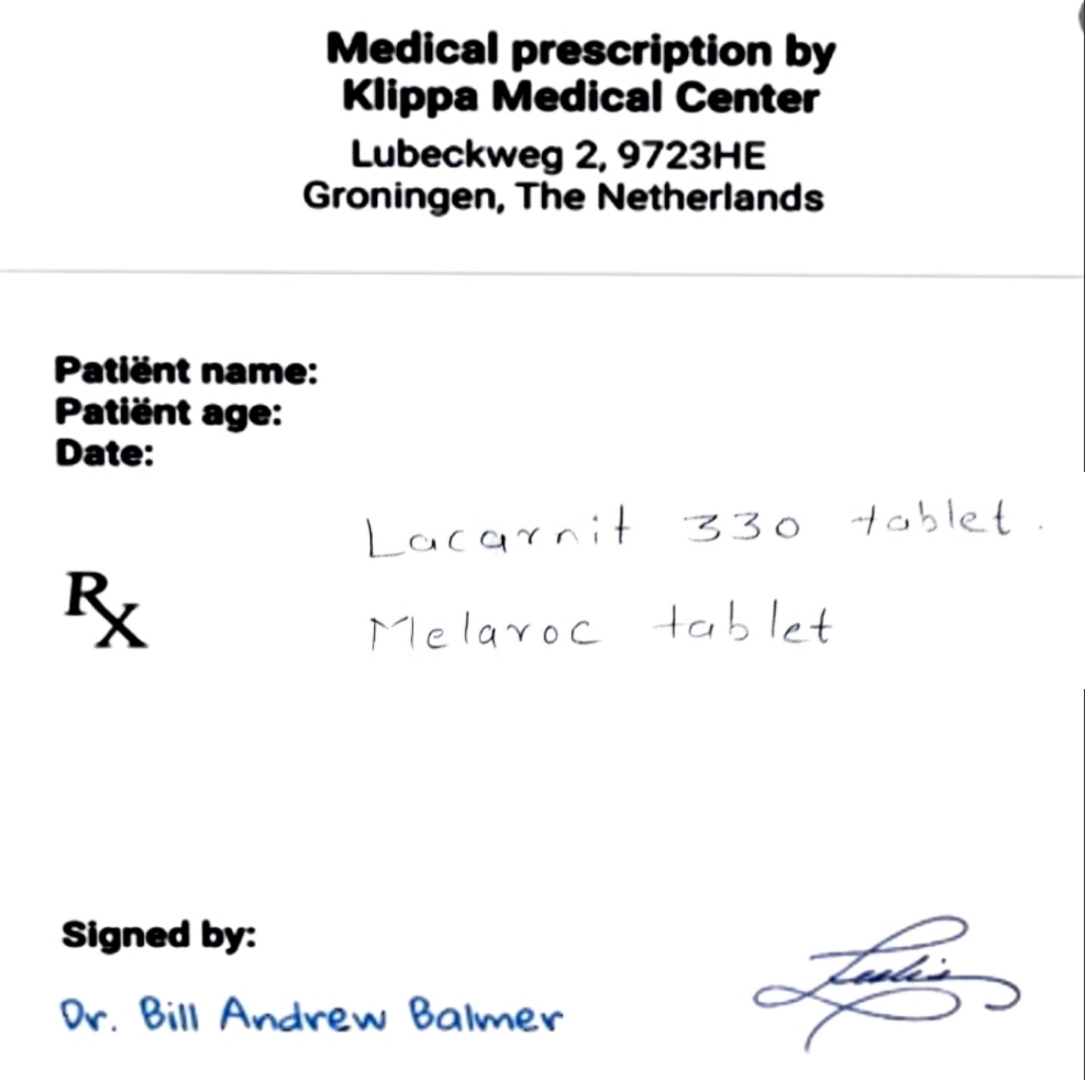 Medical prescription by
Klippa Medical Center
Lubeckweg 2, 9723HE
Groningen, The Netherlands
Patiënt name:
Patiënt age:
Date:
Lacarnit 330 tablet.
Rx
Melaroc tablet
Signed by:
Dr. Bill Andrew Balmer